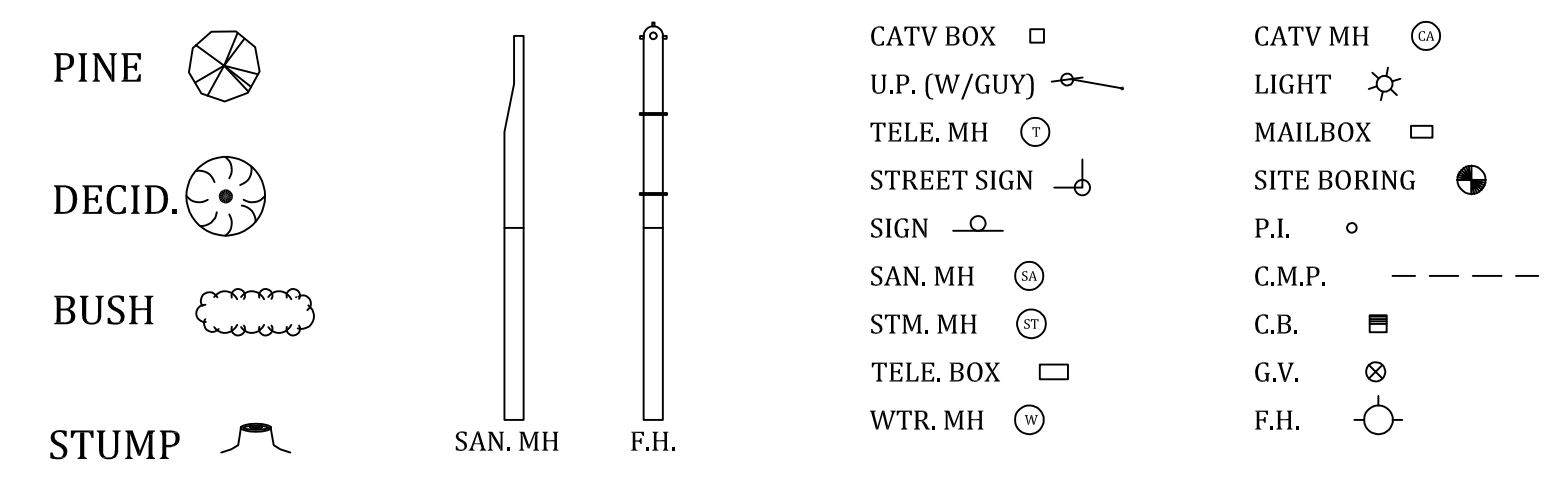 PINE
DECID.
BUSH
STUMP
SAN. MH
F.H.
CATV BOX
U.P. (W/GUY)
TELE. MH T
STREET SIGN
SIGN
SAN. MH SA
STM. MH ST
TELE. BOX
WTR. MH W
CATV MH CA
LIGHT
MAILBOX
SITE BORING
P.I.
C.M.P.
C.B.
G.V.
F.H.